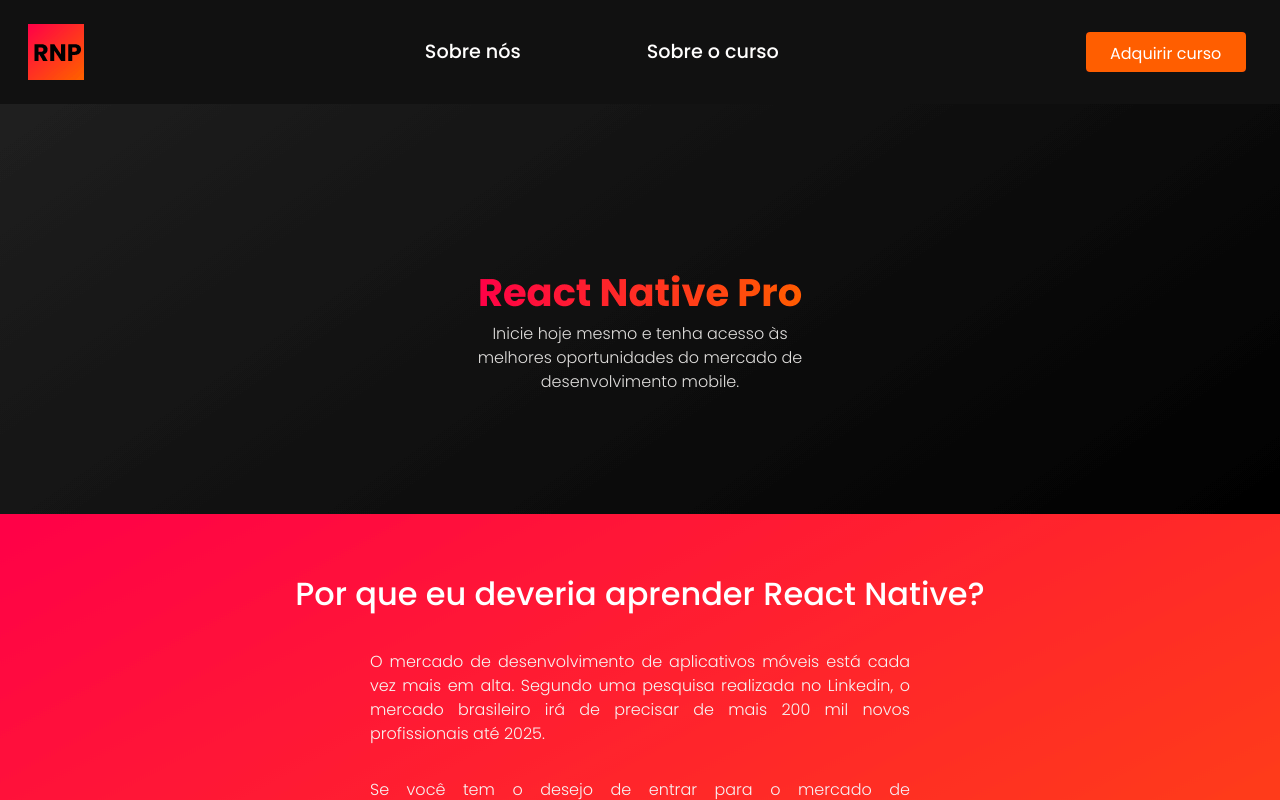 RNP
Sobre nós
Sobre o curso
Adquirir curso
React Native Pro
Inicie hoje mesmo e tenha acesso às
melhores oportunidades do mercado de
desenvolvimento mobile.
Por que eu deveria aprender React Native?
O mercado de desenvolvimento de aplicativos móveis está cada
vez mais em alta. Segundo uma pesquisa realizada no Linkedin, o
mercado brasileiro irá de precisar de mais 200 mil novos
profissionais até 2025.
Se você tem o desejo de entrar para o mercado de